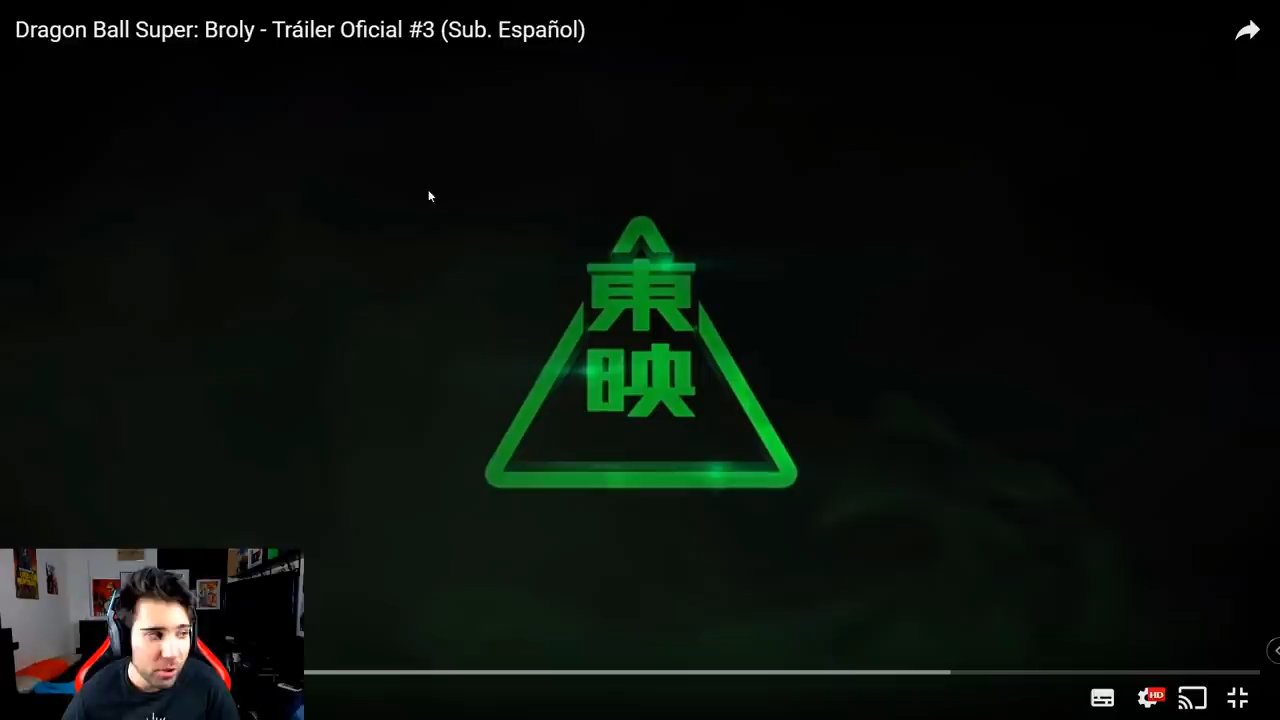 Dragon Ball Super: Broly - Tráiler Oficial #3 (Sub. Español)
東
映
HD